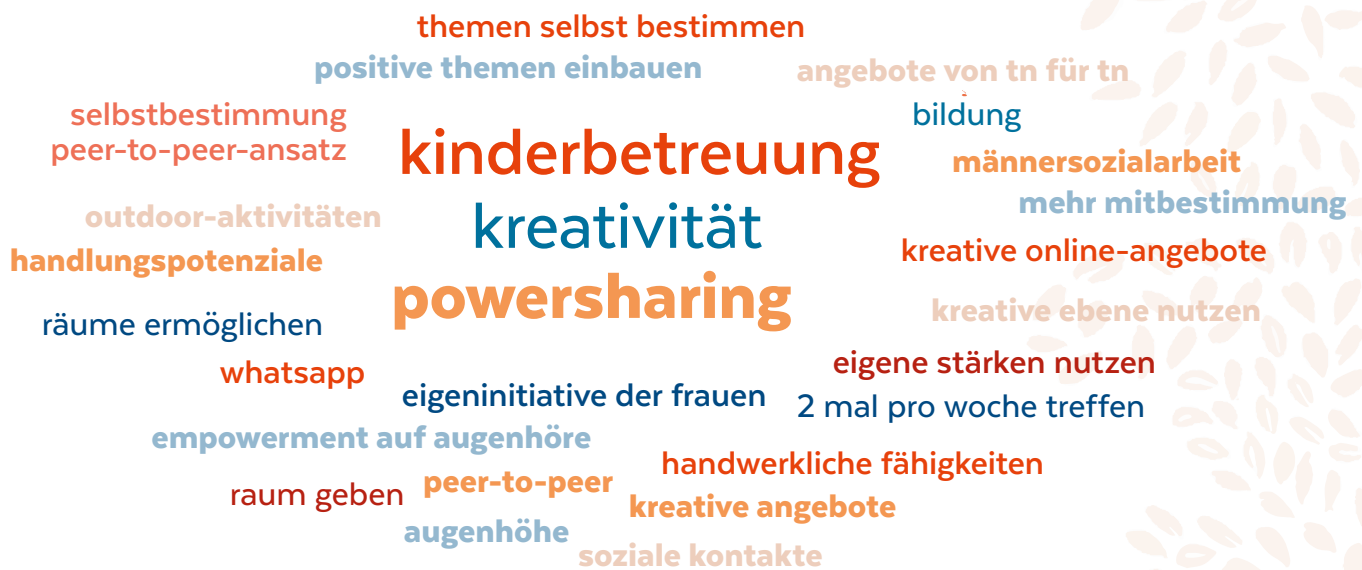 themen selbst bestimmen
positive themen einbauen
angebote von tn für tn
selbstbestimmung
bildung
peer-to-peer-ansatz
kinderbetreuung
männersozialarbeit
mehr mitbestimmung
outdoor-aktivitäten
kreativität
kreative online-angebote
handlungspotenziale
powersharing
kreative ebene nutzen
räume ermöglichen
eigene stärken nutzen
whatsapp
eigeninitiative der frauen
2 mal pro woche treffen
empowerment auf augenhöre
handwerkliche fähigkeiten
raum geben
peer-to-peer
kreative angebote
augenhöhe
soziale kontakte